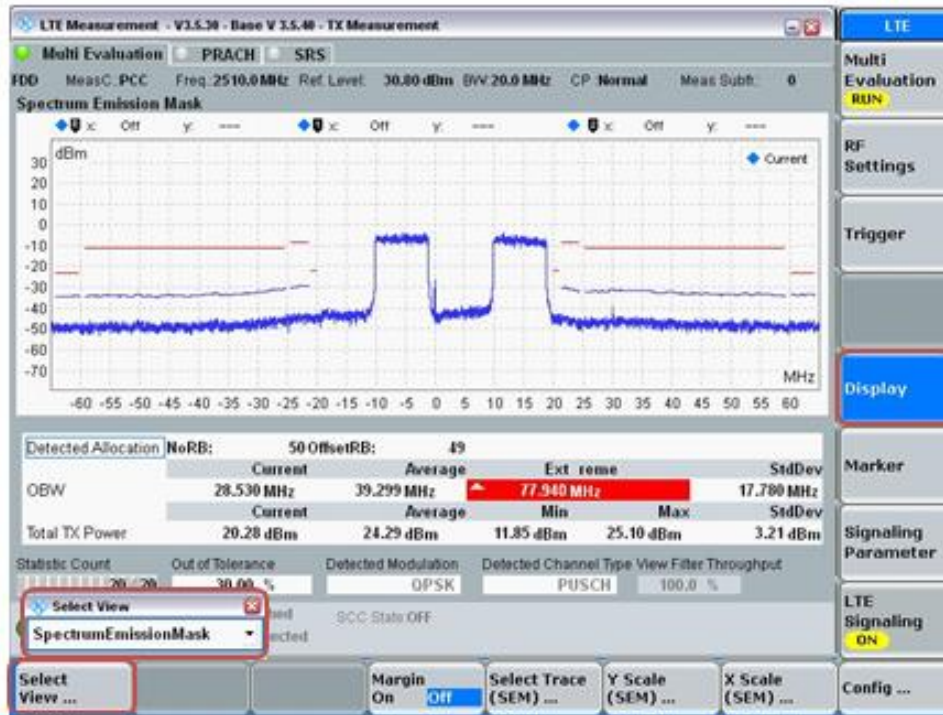 LTE Measurement - V3.5.30 - Base V 3.5.40 - TX Measurement
LTE
Multi Evaluation PRACH SRS
Multi Evaluation
RUN
FDD MeasC.:PCC Freq.:2510.0 MHz Ref. Level: 30.80 dBm BW:20.0 MHz CP :Normal Meas Subfr.: 0
Spectrum Emission Mask
x: Off y: --- x: Off y: --- x: Off y: ---
dBm
Current
30
20
10
0
-10
-20
-30
-40
-50
-60
-70
MHz
-60 -55 -50 -45 -40 -35 -30 -25 -20 -15 -10 -5 0 5 10 15 20 25 30 35 40 45 50 55 60
RF Settings
Trigger
Display
Detected Allocation NoRB: 50 OffsetRB: 49
Current Average Ext reme StdDev
OBW 28.530 MHz 39.299 MHz 77.940 MHz 17.780 MHz
Current Average Min Max StdDev
Total TX Power 20.28 dBm 24.29 dBm 11.85 dBm 25.10 dBm 3.21 dBm
Marker
Signaling Parameter
Statistic Count Out of Tolerance Detected Modulation Detected Channel Type View Filter Throughput
20/20 30.00 % QPSK PUSCH 100.0 %
Select View
SpectrumEmissionMask
SCC State:OFF
LTE Signaling
ON
Select View ...
Margin
On Off
Select Trace (SEM) ...
Y Scale (SEM) ...
X Scale (SEM) ...
Config ...